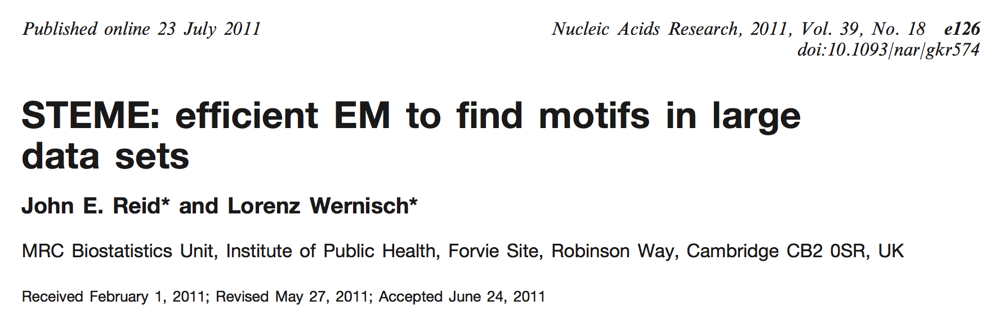 Published online 23 July 2011
Nucleic Acids Research, 2011, Vol. 39, No. 18 e126
doi:10.1093/nar/gkr574
STEME: efficient EM to find motifs in large
data sets
John E. Reid* and Lorenz Wernisch*
MRC Biostatistics Unit, Institute of Public Health, Forvie Site, Robinson Way, Cambridge CB2 0SR, UK
Received February 1, 2011; Revised May 27, 2011; Accepted June 24, 2011